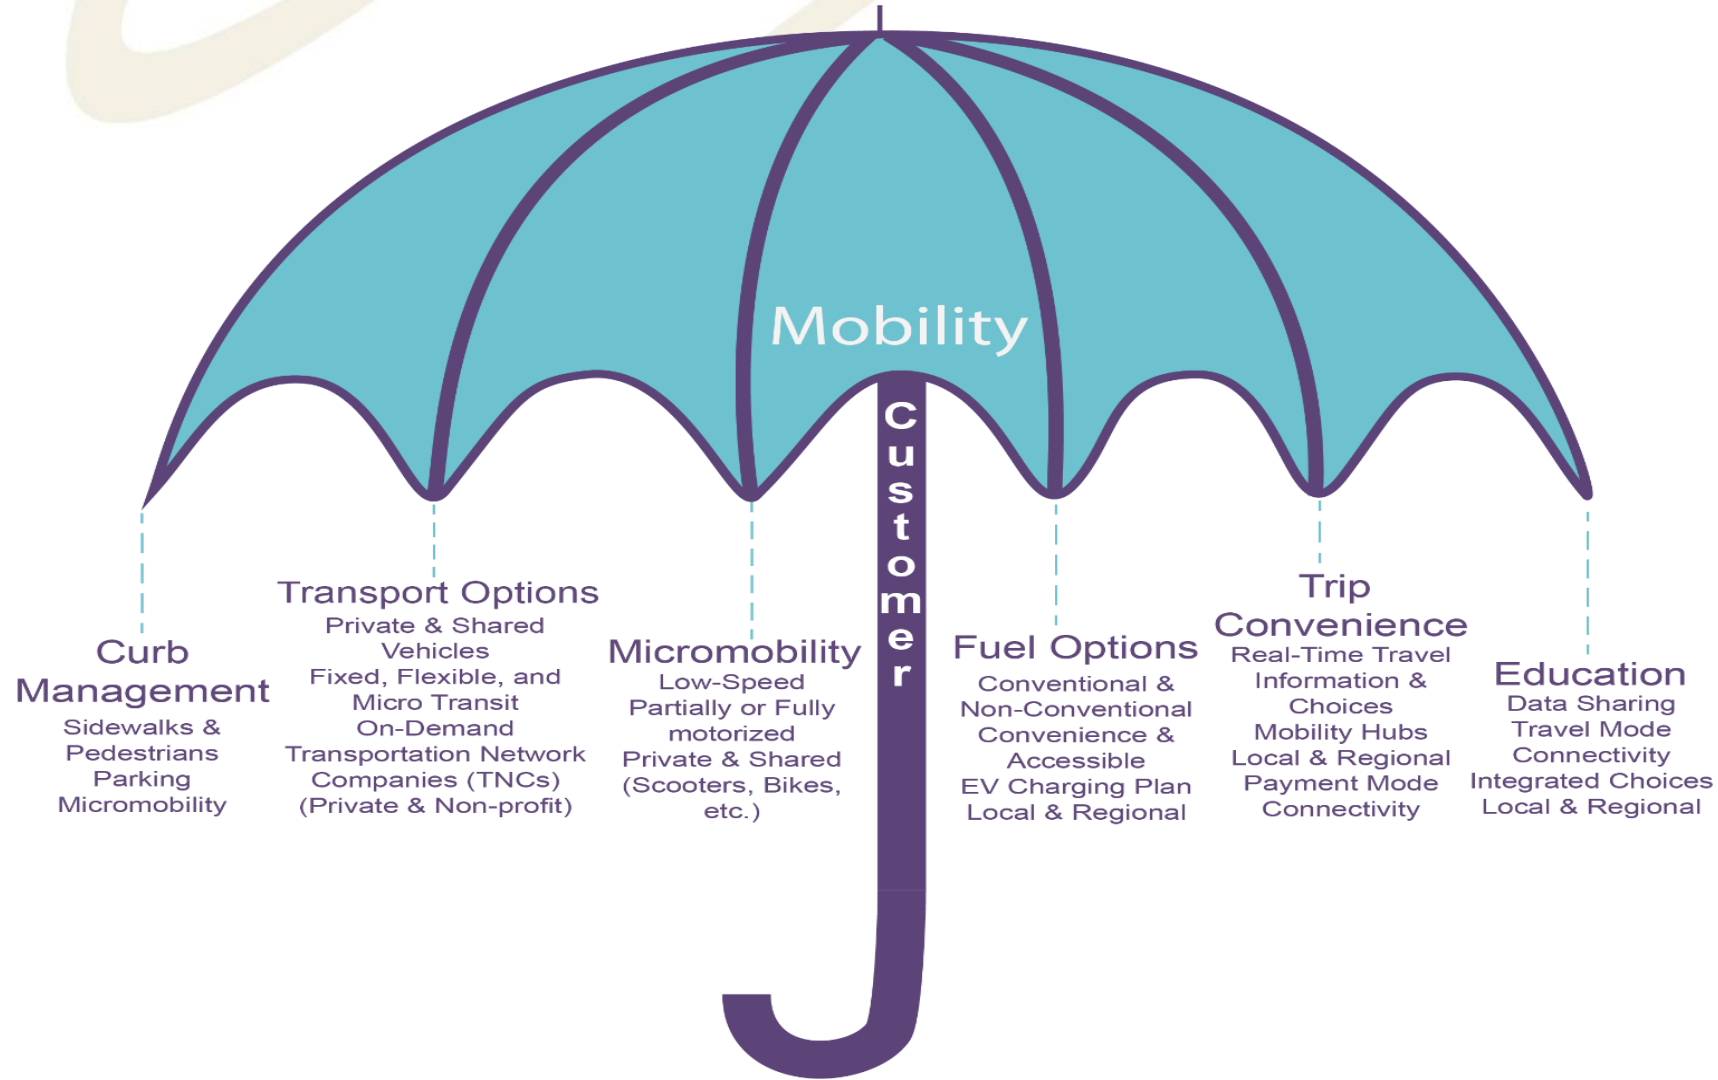 Mobility
Customer
Curb
Management
Sidewalks &
Pedestrians
Parking
Micromobility
Transport Options
Private & Shared
Vehicles
Fixed, Flexible, and
Micro Transit
On-Demand
Transportation Network
Companies (TNCs)
(Private & Non-profit)
Micromobility
Low-Speed
Partially or Fully
motorized
Private & Shared
(Scooters, Bikes,
etc.)
Fuel Options
Conventional &
Non-Conventional
Convenience &
Accessible
EV Charging Plan
Local & Regional
Trip
Convenience
Real-Time Travel
Information &
Choices
Mobility Hubs
Local & Regional
Payment Mode
Connectivity
Education
Data Sharing
Travel Mode
Connectivity
Integrated Choices
Local & Regional